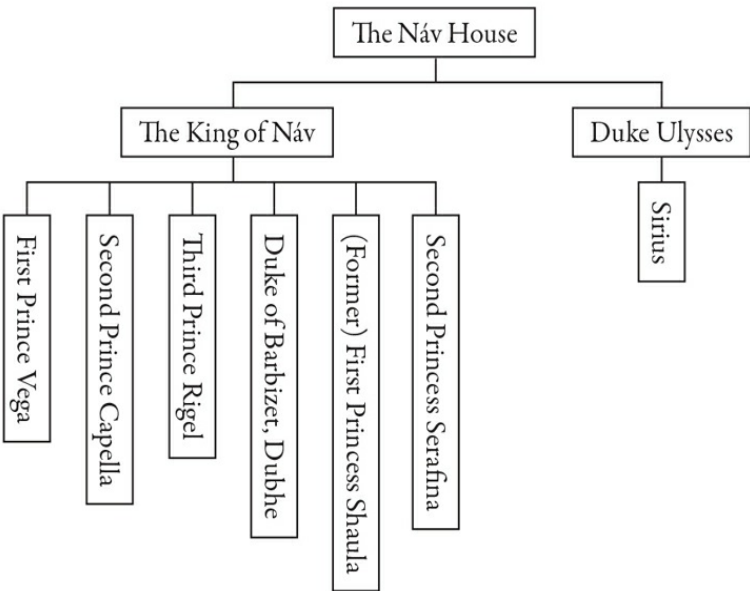 The Náv House
The King of Náv
Duke Ulysses
First Prince Vega
Second Prince Capella
Third Prince Rigel
Duke of Barbizet, Dubhe
(Former) First Princess Shaula
Second Princess Serafina
Sirius